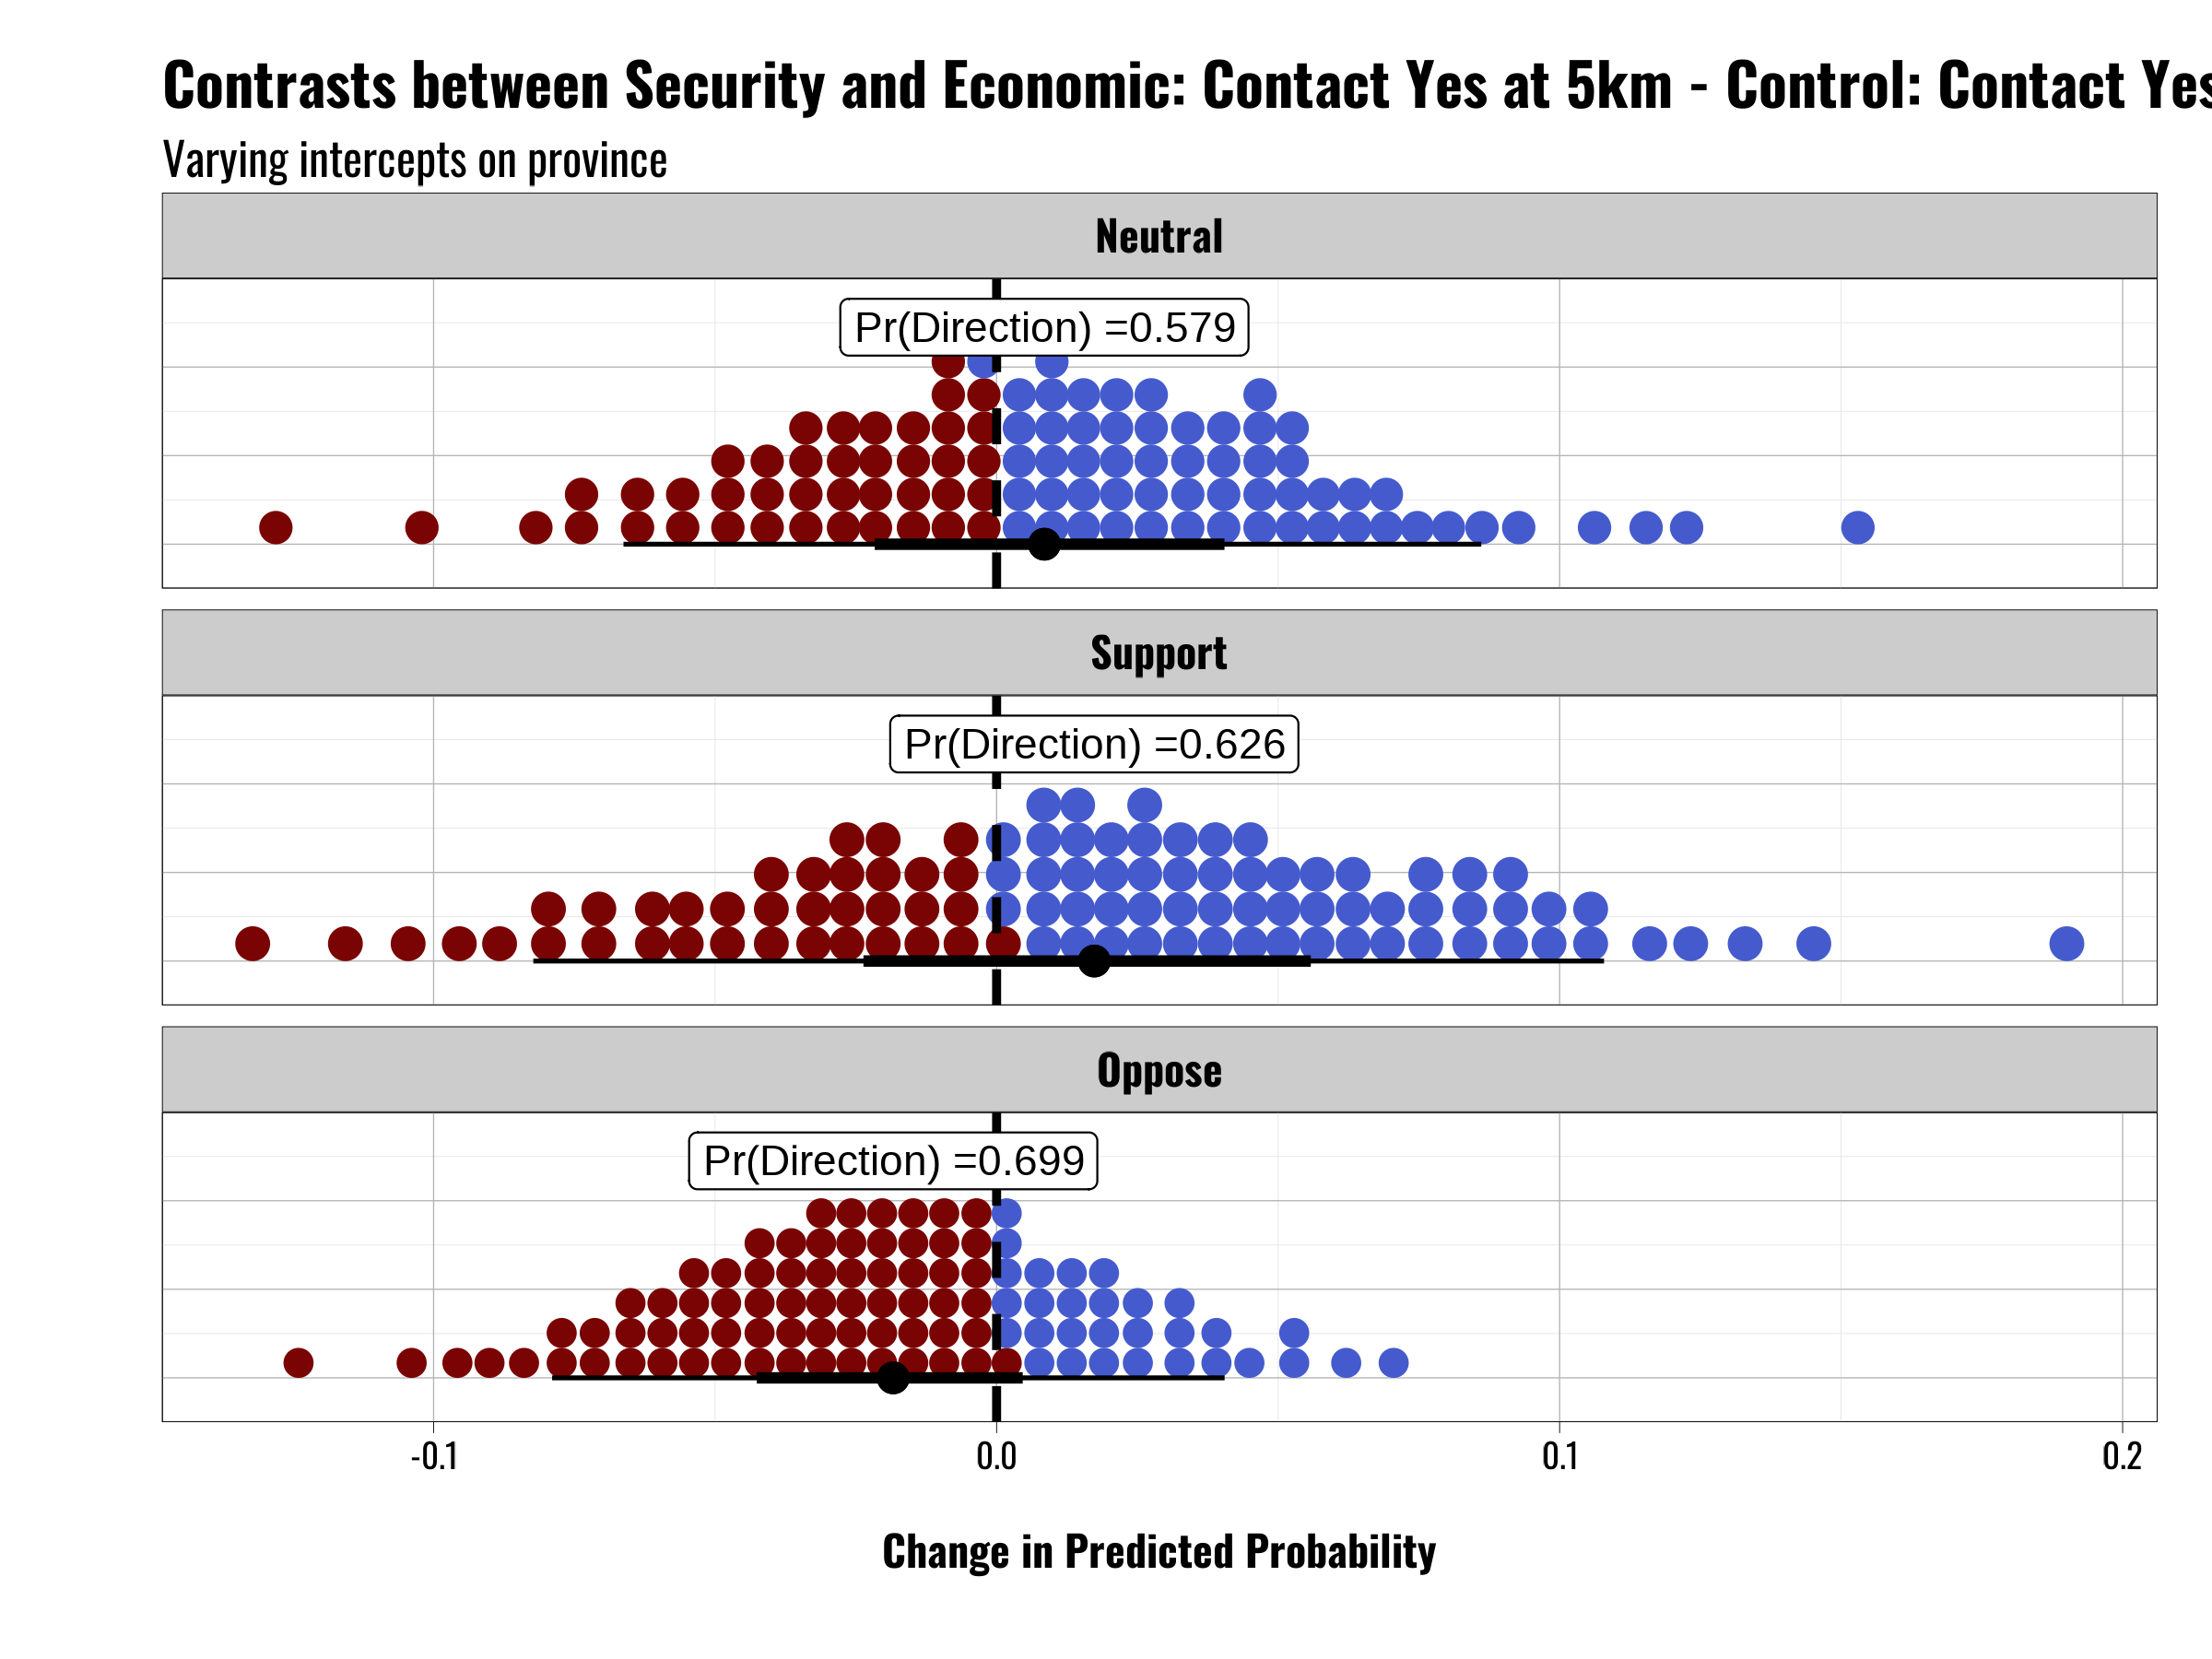 Contrasts between Security and Economic: Contact Yes at 5km - Control: Contact Yes
Varying intercepts on province
Neutral
Pr(Direction) =0.579
Support
Pr(Direction) =0.626
Oppose
Pr(Direction) =0.699
-0.1 0.0 0.1 0.2
Change in Predicted Probability